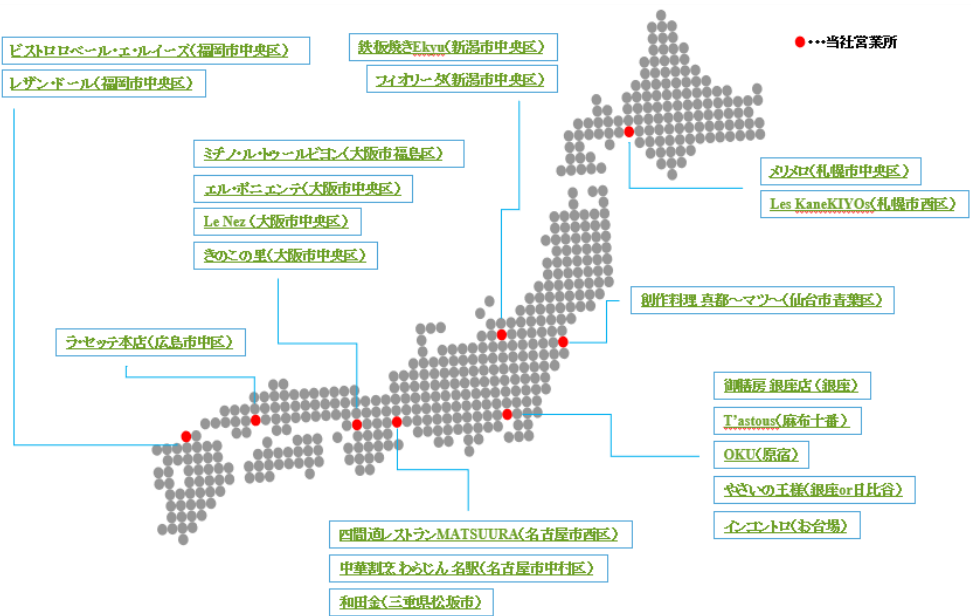 ビストロロベール・エ・ルイーズ(福岡市中央区)
レザン・ドール(福岡市中央区)
鉄板焼きEkyu(新潟市中央区)
フィオリータ(新潟市中央区)
●・・・当社営業所
ミチノ・ル・トゥールビヨン(大阪市福島区)
エル・ポニエンテ(大阪市中央区)
Le Nez (大阪市中央区)
きのこの里(大阪市中央区)
メリメロ(札幌市中央区)
Les KaneKIYOs(札幌市西区)
創作料理 真都～マツ～(仙台市青葉区)
ラ・セッテ本店(広島市中区)
御膳房 銀座店 (銀座)
T’astous(麻布十番)
OKU(原宿)
やさいの王様(銀座or日比谷)
インコントロ(お台場)
四間道レストランMATSUURA(名古屋市西区)
中華割烹 わらじん 名駅(名古屋市中村区)
和田金(三重県松坂市)